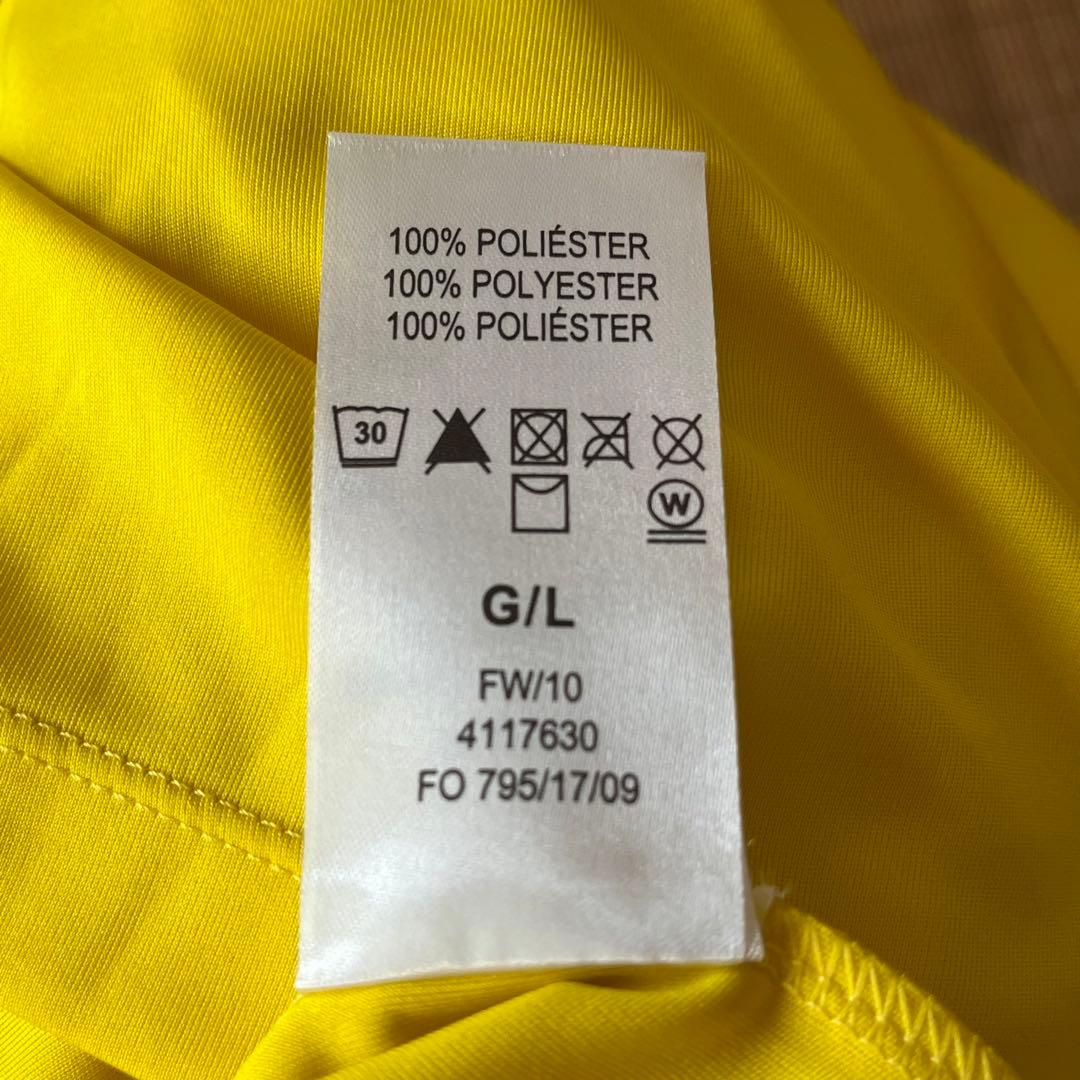 100% POLIÉSTER
100% POLYESTER
100% POLIÉSTER
30
W
G/L
FW/10
4117630
FO 795/17/09